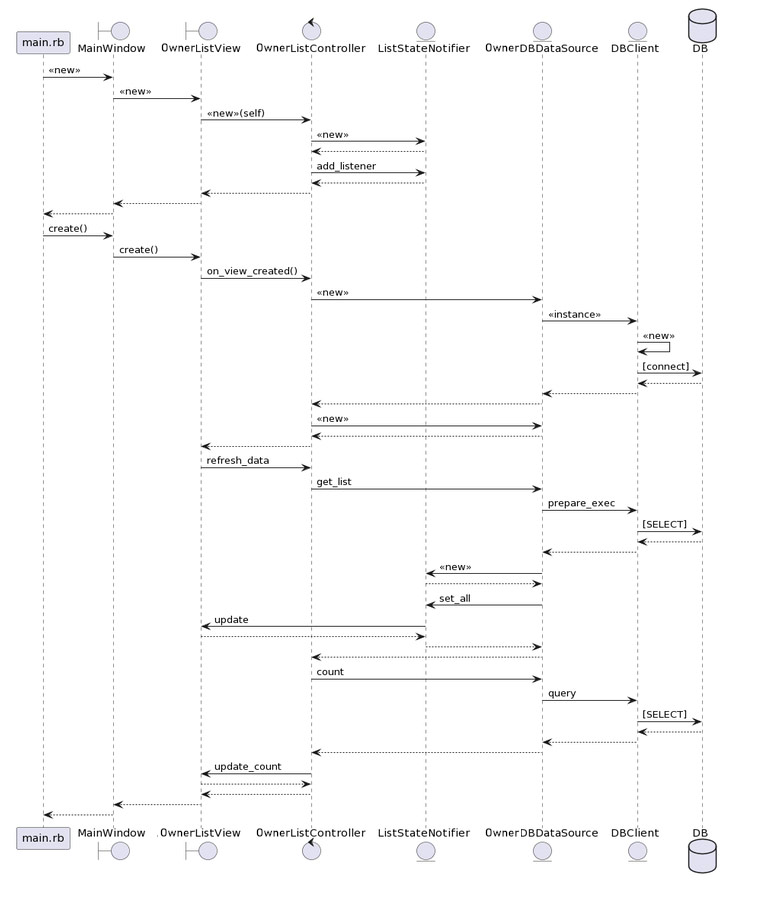 main.rb
MainWindow
OwnerListView
OwnerListController
ListStateNotifier
OwnerDBDataSource
DBClient
DB
«new»
«new»
«new»(self)
«new»
add_listener
create()
create()
on_view_created()
«new»
«instance»
«new»
[connect]
«new»
refresh_data
get_list
prepare_exec
[SELECT]
«new»
set_all
update
count
query
[SELECT]
update_count
main.rb
MainWindow
OwnerListView
OwnerListController
ListStateNotifier
OwnerDBDataSource
DBClient
DB